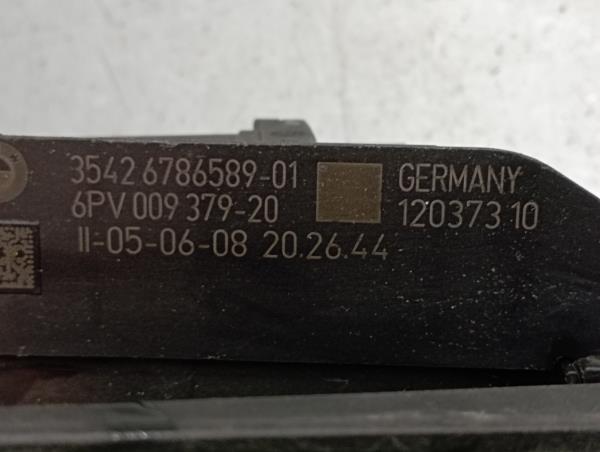 3542 6786589-01 GERMANY
6PV 009 379-20 12037310
II-05-06-08 20.26.44